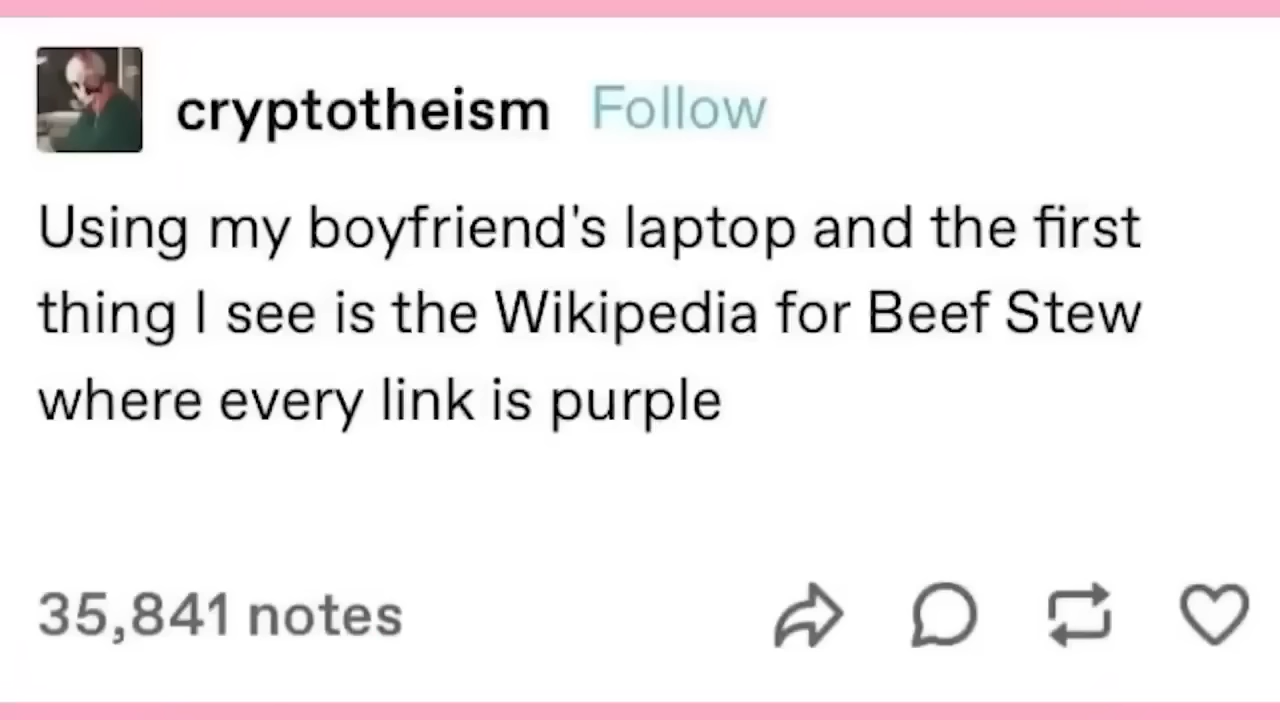 cryptotheism Follow
Using my boyfriend's laptop and the first
thing I see is the Wikipedia for Beef Stew
where every link is purple
35,841 notes